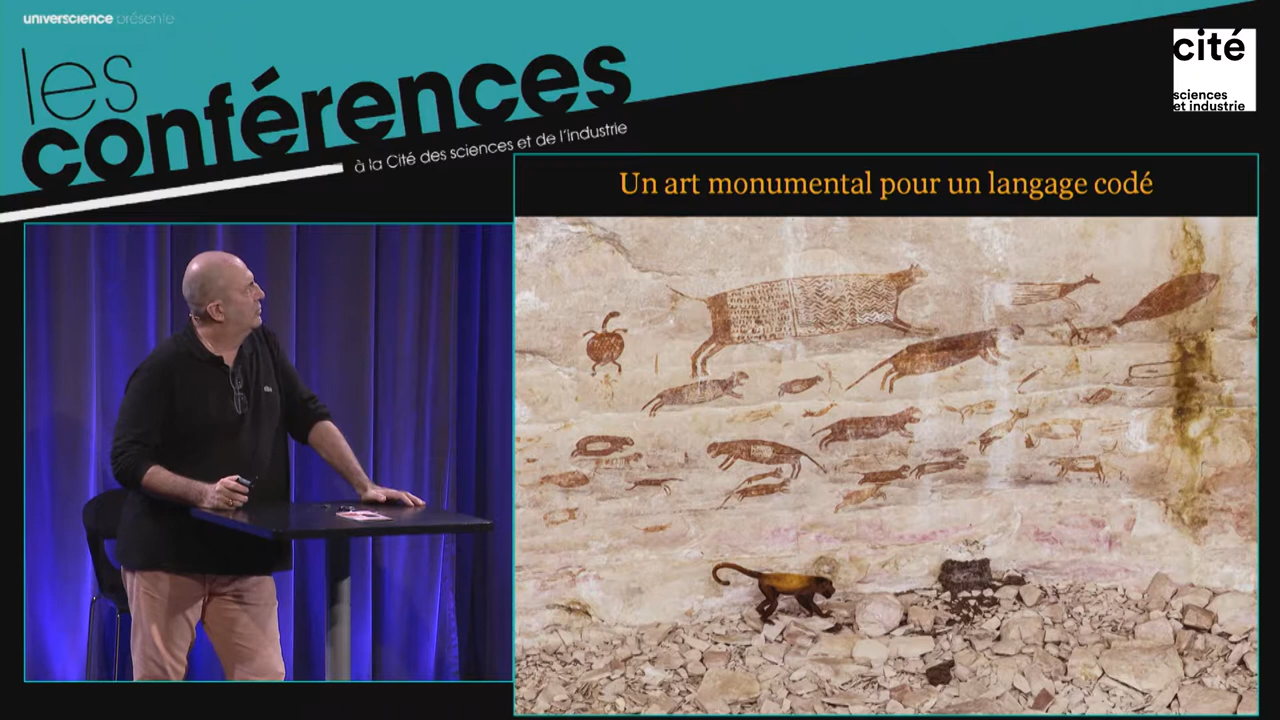 universcience présente
les
conférences
à la Cité des sciences et de l'industrie
cité
sciences
et industrie
Un art monumental pour un langage codé